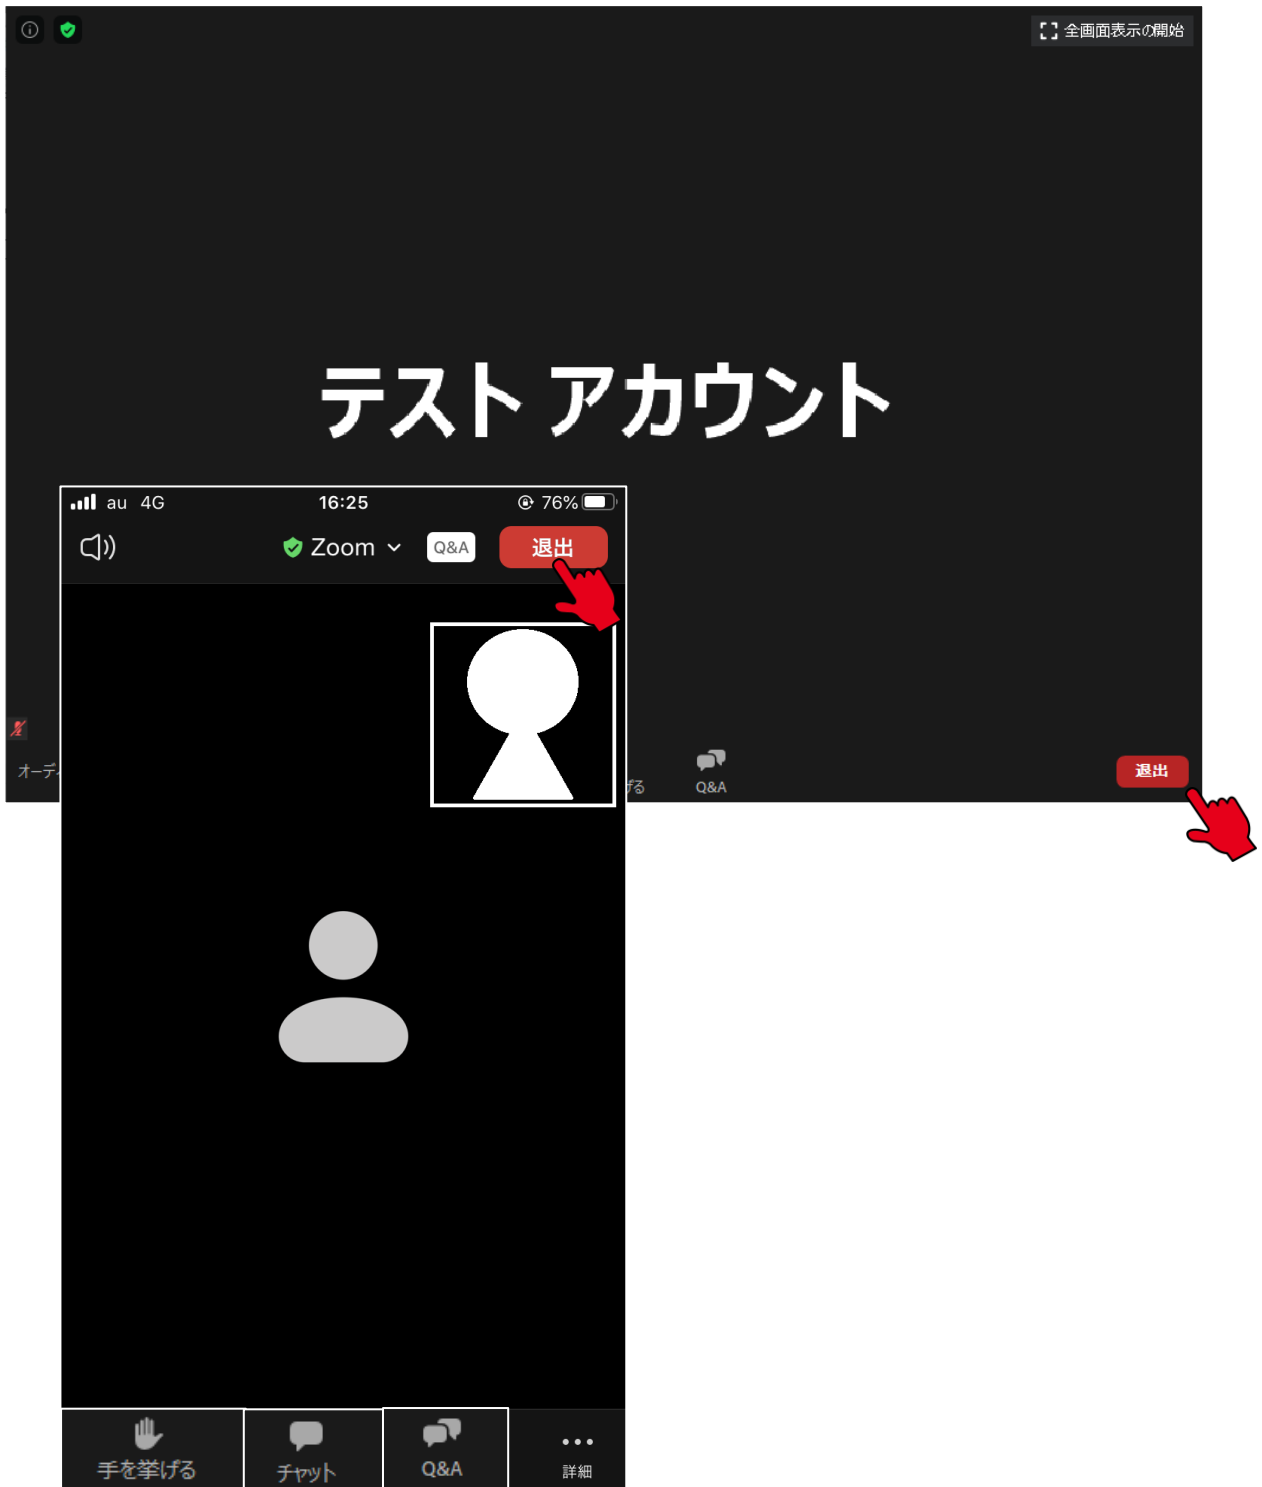 全画面表示の開始
テスト アカウント
au 4G 16:25 76%
Zoom Q&A 退出
オーデ
げる Q&A 退出
手を挙げる チャット Q&A 詳細